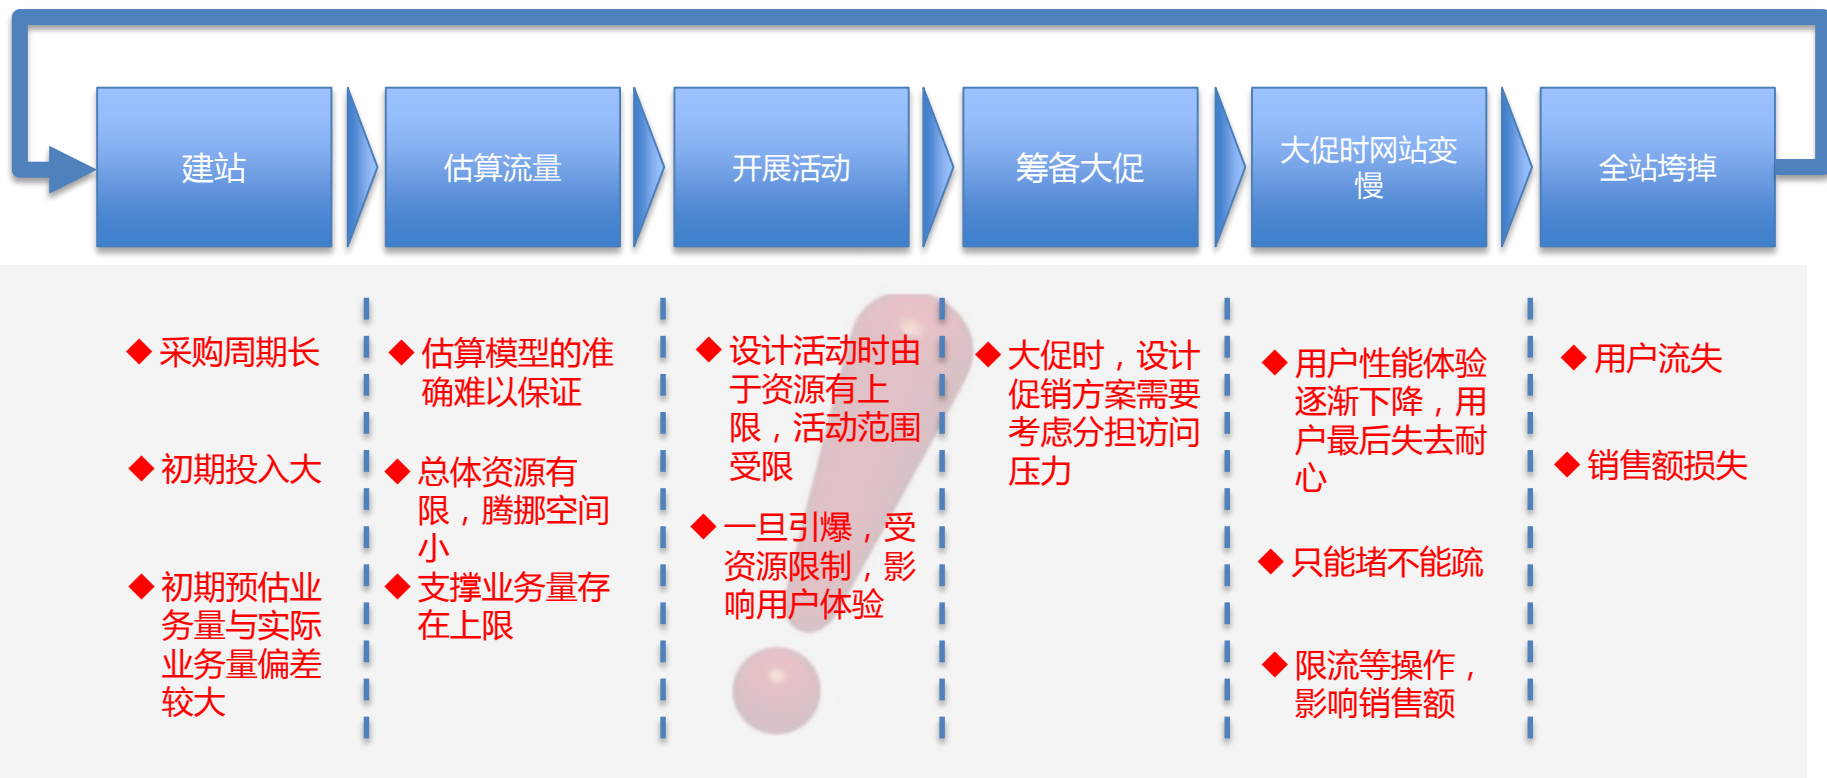 建站
估算流量
开展活动
筹备大促
大促时网站变
慢
全站垮掉
采购周期长
初期投入大
初期预估业
务量与实际
业务量偏差
较大
估算模型的准
确难以保证
总体资源有
限，腾挪空间
小
支撑业务量存
在上限
设计活动时由
于资源有上
限，活动范围
受限
一旦引爆，受
资源限制，影
响用户体验
大促时，设计
促销方案需要
考虑分担访问
压力
用户性能体验
逐渐下降，用
户最后失去耐
心
只能堵不能疏
限流等操作，
影响销售额
用户流失
销售额损失